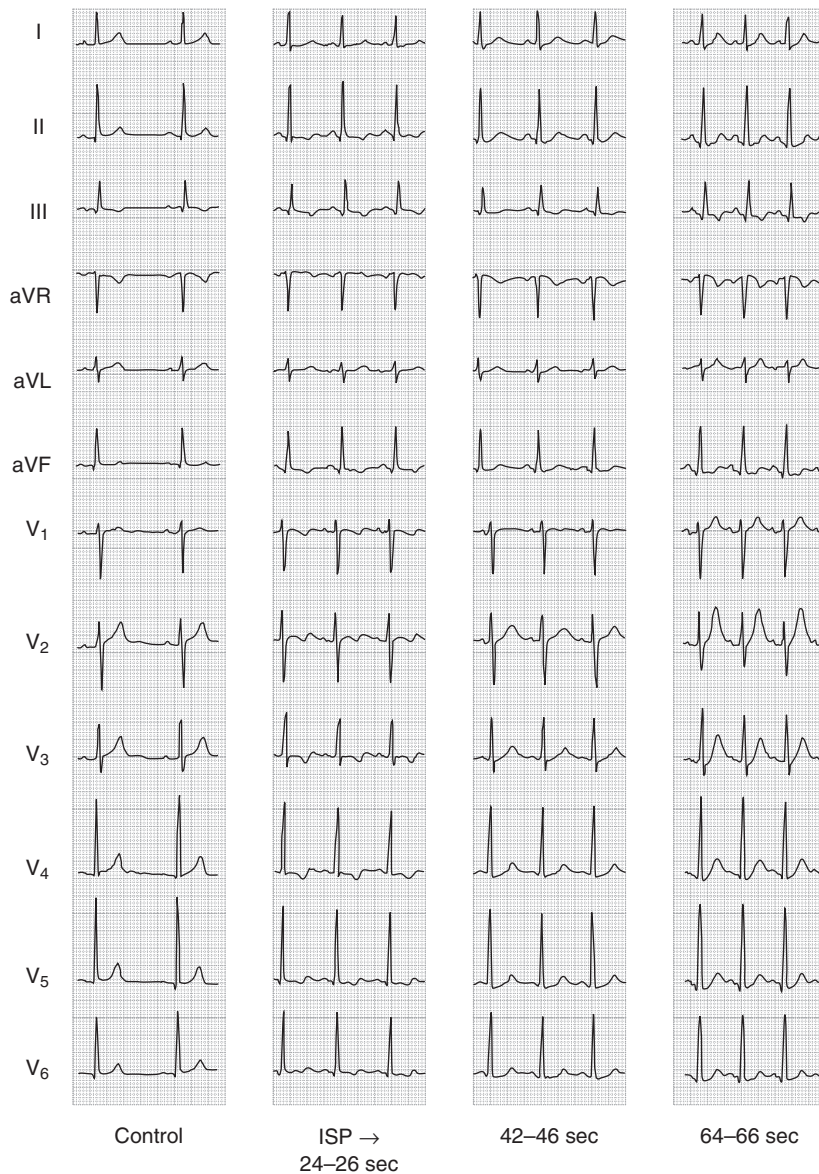 I
II
III
aVR
aVL
aVF
V1
V2
V3
V4
V5
V6
Control
ISP →
24–26 sec
42–46 sec
64–66 sec